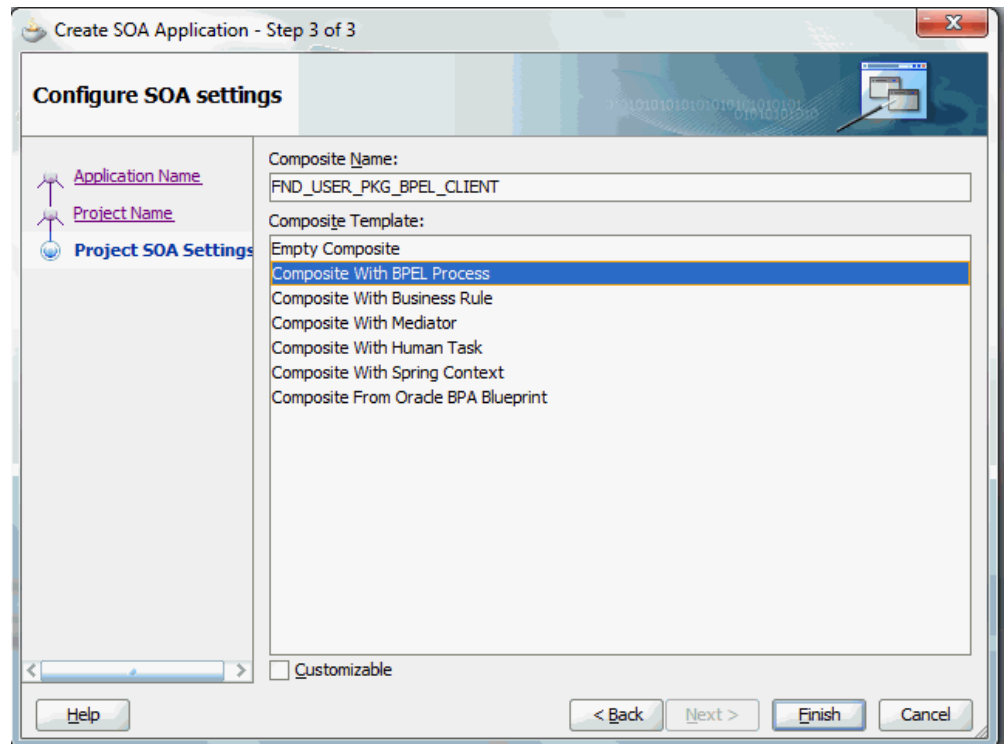 Create SOA Application - Step 3 of 3
Configure SOA settings
Application Name
Project Name
Project SOA Settings
Composite Name:
FND_USER_PKG_BPEL_CLIENT
Composite Template:
Empty Composite
Composite With BPEL Process
Composite With Business Rule
Composite With Mediator
Composite With Human Task
Composite With Spring Context
Composite From Oracle BPA Blueprint
Customizable
Help
< Back
Next >
Finish
Cancel